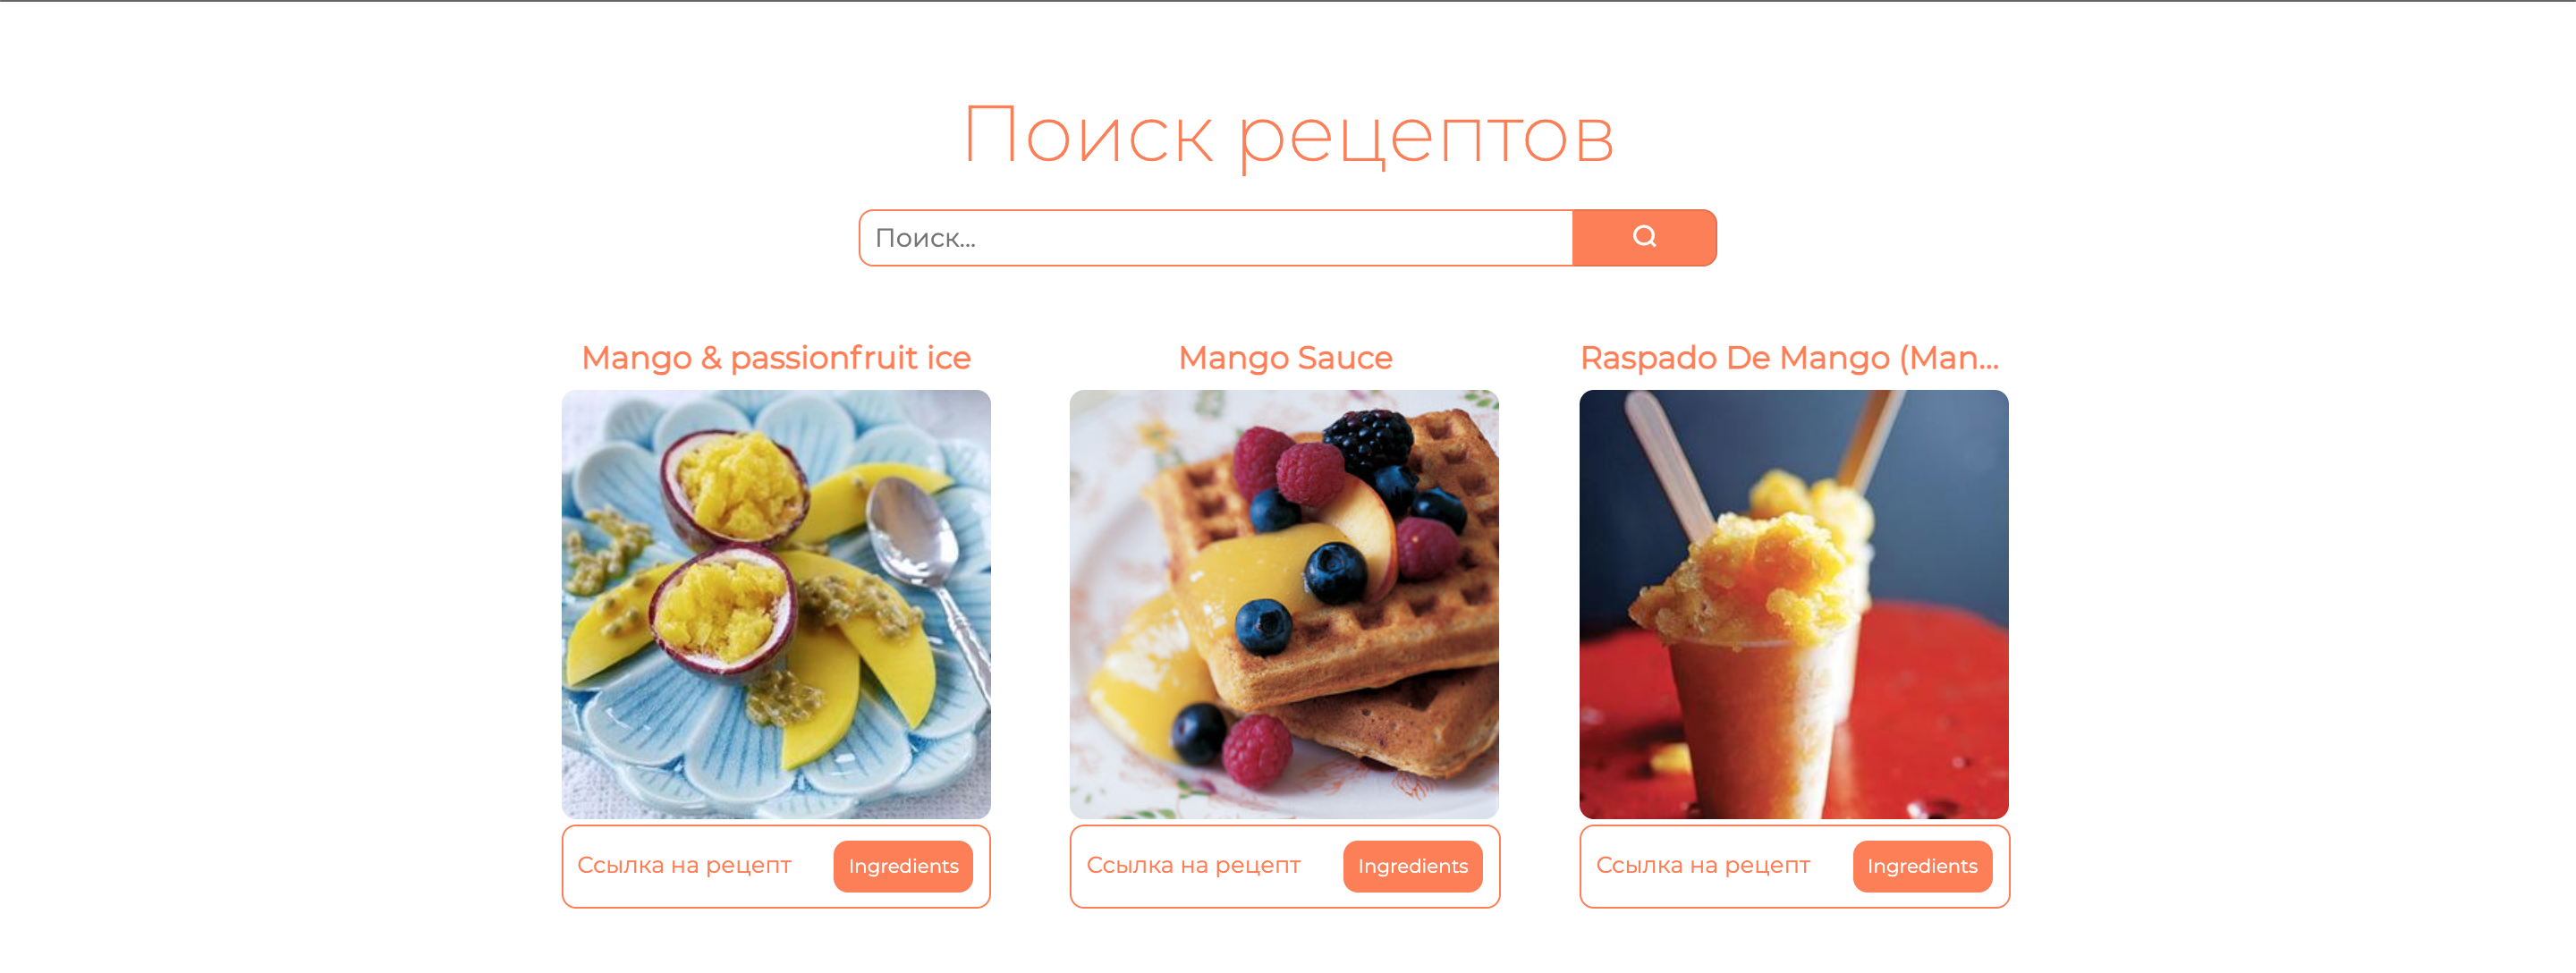 Поиск рецептов
Поиск...
Mango & passionfruit ice
Mango Sauce
Raspado De Mango (Man...
Ссылка на рецепт
Ingredients
Ссылка на рецепт
Ingredients
Ссылка на рецепт
Ingredients